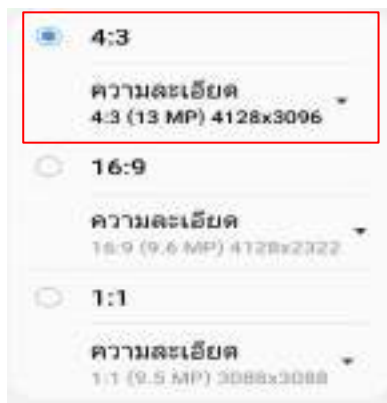 4:3
ความละเอียด
4:3 (13 MP) 4128x3096
16:9
ความละเอียด
16:9 (9.6 MP) 4128x2322
1:1
ความละเอียด
1:1 (9.5 MP) 3088x3088